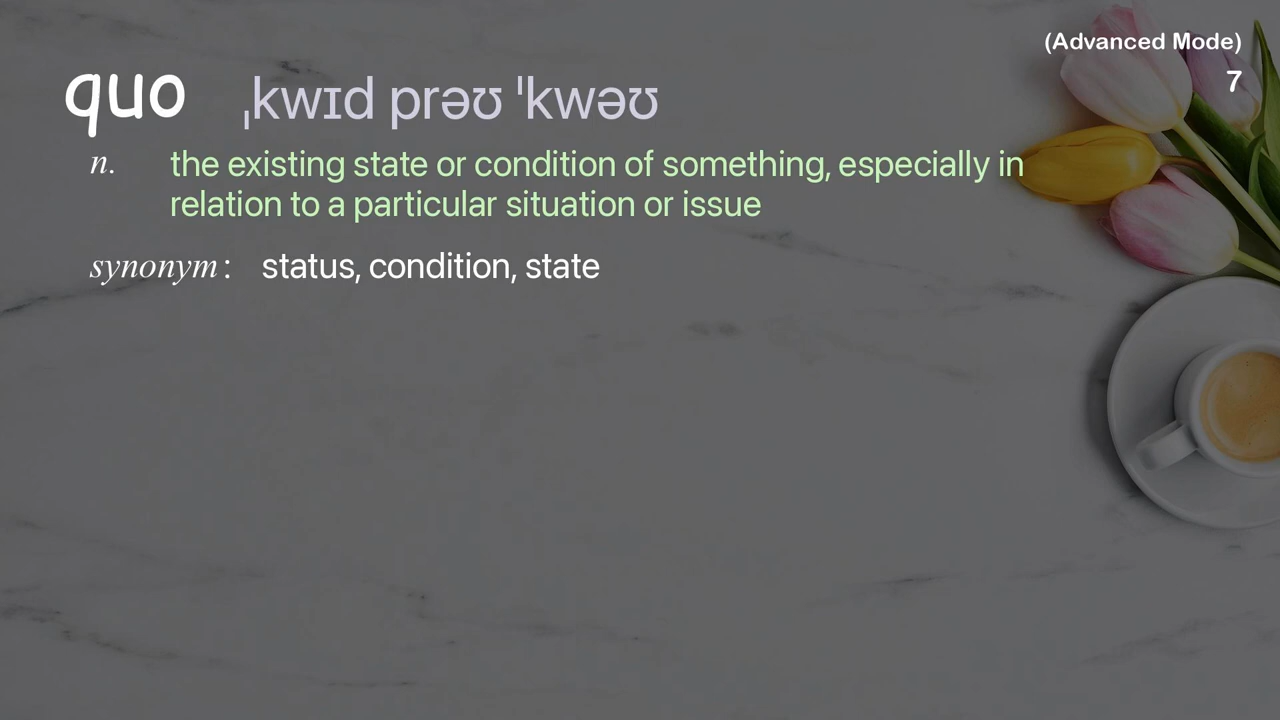 (Advanced Mode)
7
quo ˌkwɪd prəʊ ˈkwəʊ
n. the existing state or condition of something, especially in
relation to a particular situation or issue
synonym : status, condition, state